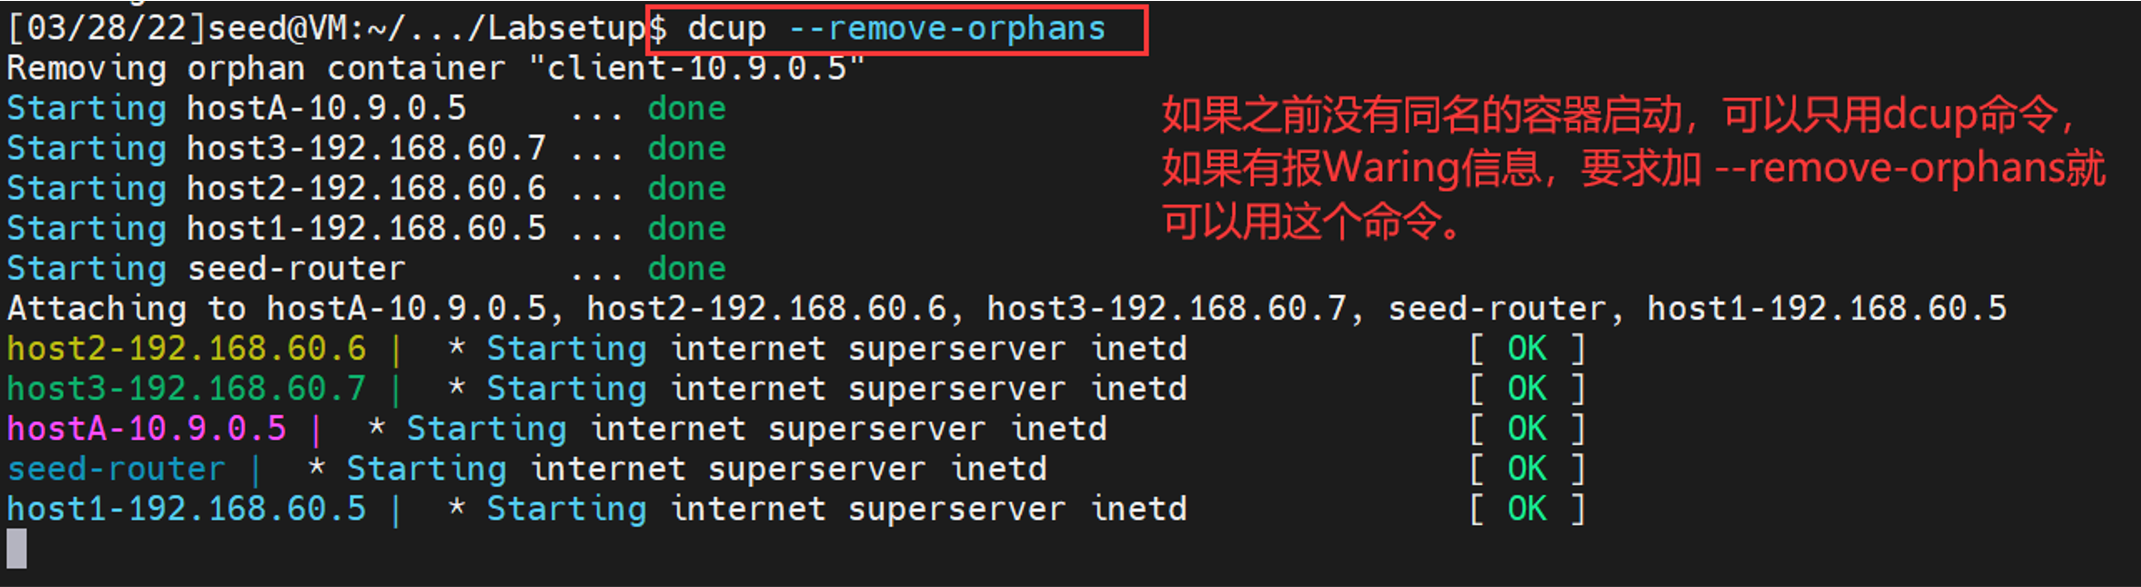 [03/28/22]seed@VM:~/.../Labsetup$ dcup --remove-orphans
Removing orphan container "client-10.9.0.5"
Starting hostA-10.9.0.5     ... done
Starting host3-192.168.60.7 ... done
Starting host2-192.168.60.6 ... done
Starting host1-192.168.60.5 ... done
Starting seed-router        ... done
如果之前没有同名的容器启动，可以只用dcup命令，
如果有报Waring信息，要求加 --remove-orphans就
可以用这个命令。
Attaching to hostA-10.9.0.5, host2-192.168.60.6, host3-192.168.60.7, seed-router, host1-192.168.60.5
host2-192.168.60.6 |  * Starting internet superserver inetd              [ OK ]
host3-192.168.60.7 |  * Starting internet superserver inetd              [ OK ]
hostA-10.9.0.5 |  * Starting internet superserver inetd                  [ OK ]
seed-router |  * Starting internet superserver inetd                     [ OK ]
host1-192.168.60.5 |  * Starting internet superserver inetd              [ OK ]